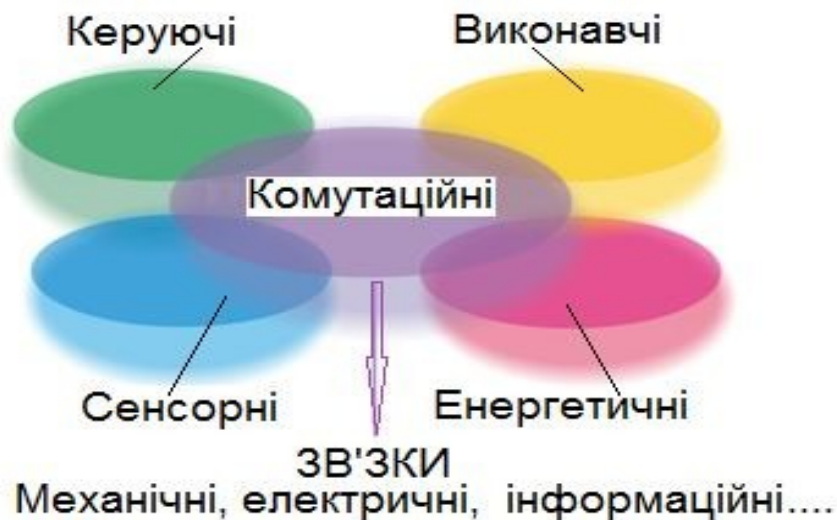 Керуючі
Виконавчі
Комутаційні
Сенсорні
Енергетичні
ЗВ'ЗКИ
Механічні, електричні, інформаційні....